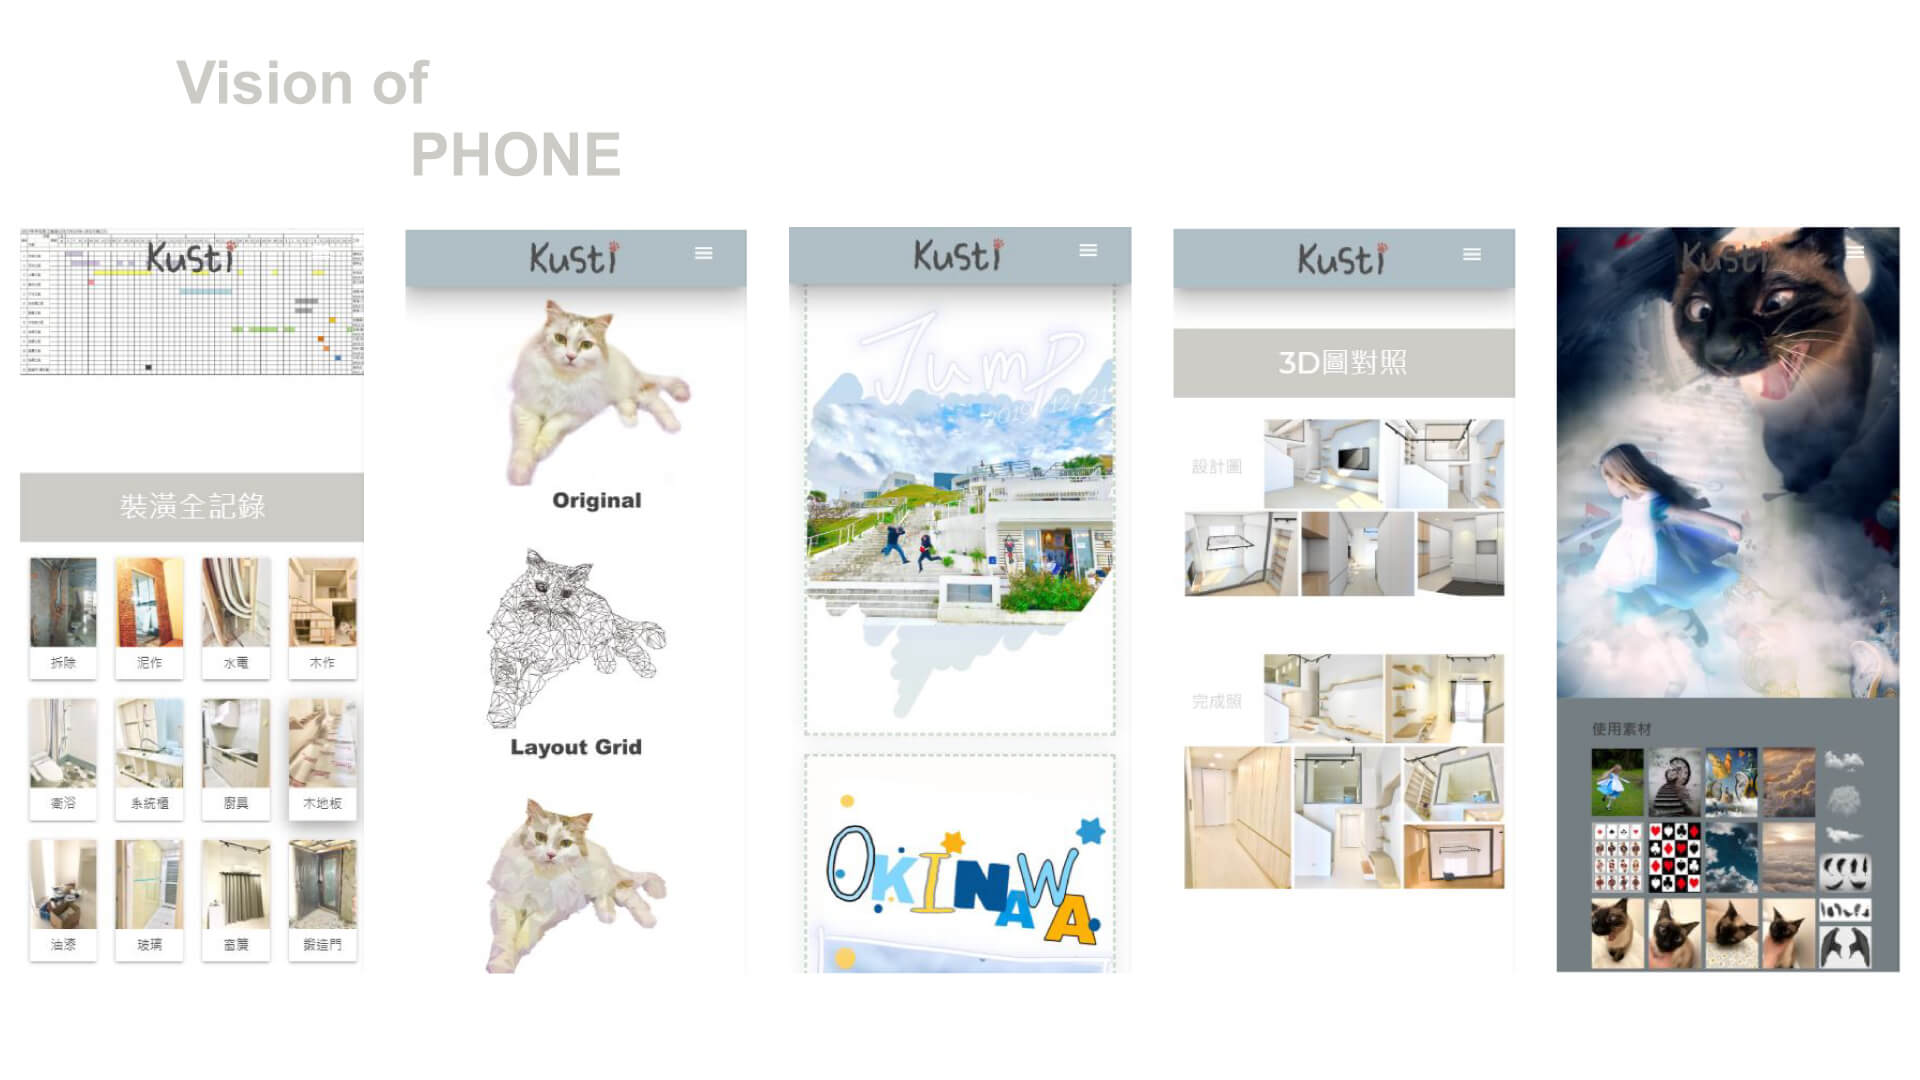 Vision of
PHONE
Kusti
裝潢全記錄
拆除
泥作
水電
木作
衛浴
系統櫃
廚具
木地板
油漆
玻璃
窗簾
鍛造門
Kusti
Original
Layout Grid
Kusti
Jump
2019/12/21
OKINAWA
Kusti
3D圖對照
設計圖
完成照
Kusti
使用素材